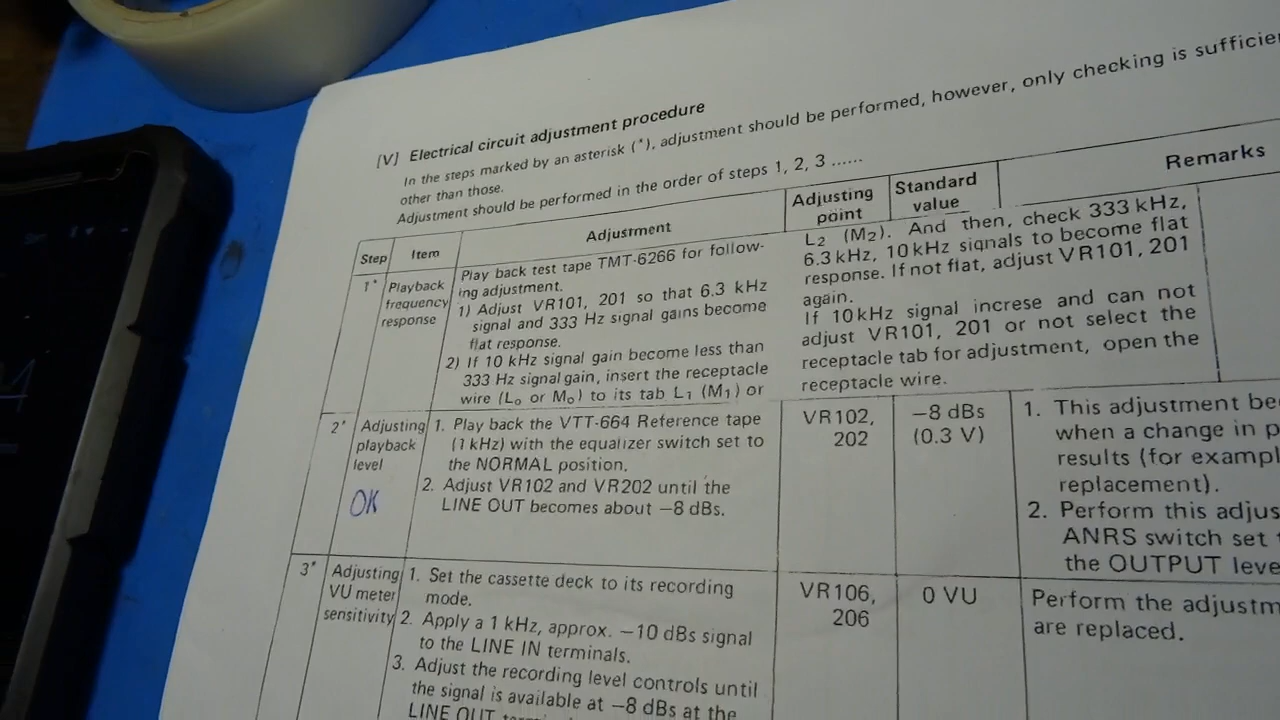 [V] Electrical circuit adjustment procedure
In the steps marked by an asterisk (*), adjustment should be performed, however, only checking is
other than those.
Adjustment should be performed in the order of steps 1, 2, 3 ......
Step
Item
Adjustment
Adjusting
point
Standard
value
Remarks
1*
Playback
frequency
response
Play back test tape TMT-6266 for follow-
ing adjustment.
1) Adjust VR101, 201 so that 6.3 kHz
signal and 333 Hz signal gains become
flat response.
2) If 10 kHz signal gain become less than
333 Hz signal gain, insert the receptacle
wire (Lo or Mo) to its tab L1 (M1) or
L2 (M2). And then, check 333 kHz,
6.3 kHz, 10 kHz signals to become flat
response. If not flat, adjust VR101, 201
again.
If 10 kHz signal increse and can not
adjust VR101, 201 or not select the
receptacle tab for adjustment, open the
receptacle wire.
2*
Adjusting
playback
level
OK
1. Play back the VTT-664 Reference tape
(1 kHz) with the equalizer switch set to
the NORMAL position.
2. Adjust VR102 and VR202 until the
LINE OUT becomes about −8 dBs.
VR102,
202
−8 dBs
(0.3 V)
1. This adjustment
when a change in
results (for
replacement).
2. Perform this
ANRS switch set
the OUTPUT
3*
Adjusting
VU meter
sensitivity
1. Set the cassette deck to its recording
mode.
2. Apply a 1 kHz, approx. −10 dBs signal
to the LINE IN terminals.
3. Adjust the recording level controls until
the signal is available at −8 dBs at the
LINE OUT
VR106,
206
0 VU
Perform the
are replaced.